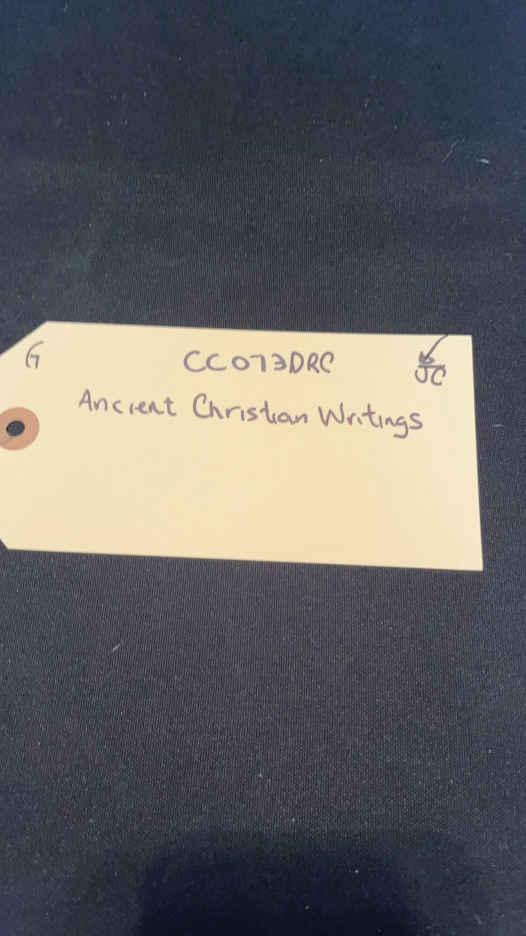 G CC073DRC JC
Ancient Christian Writings